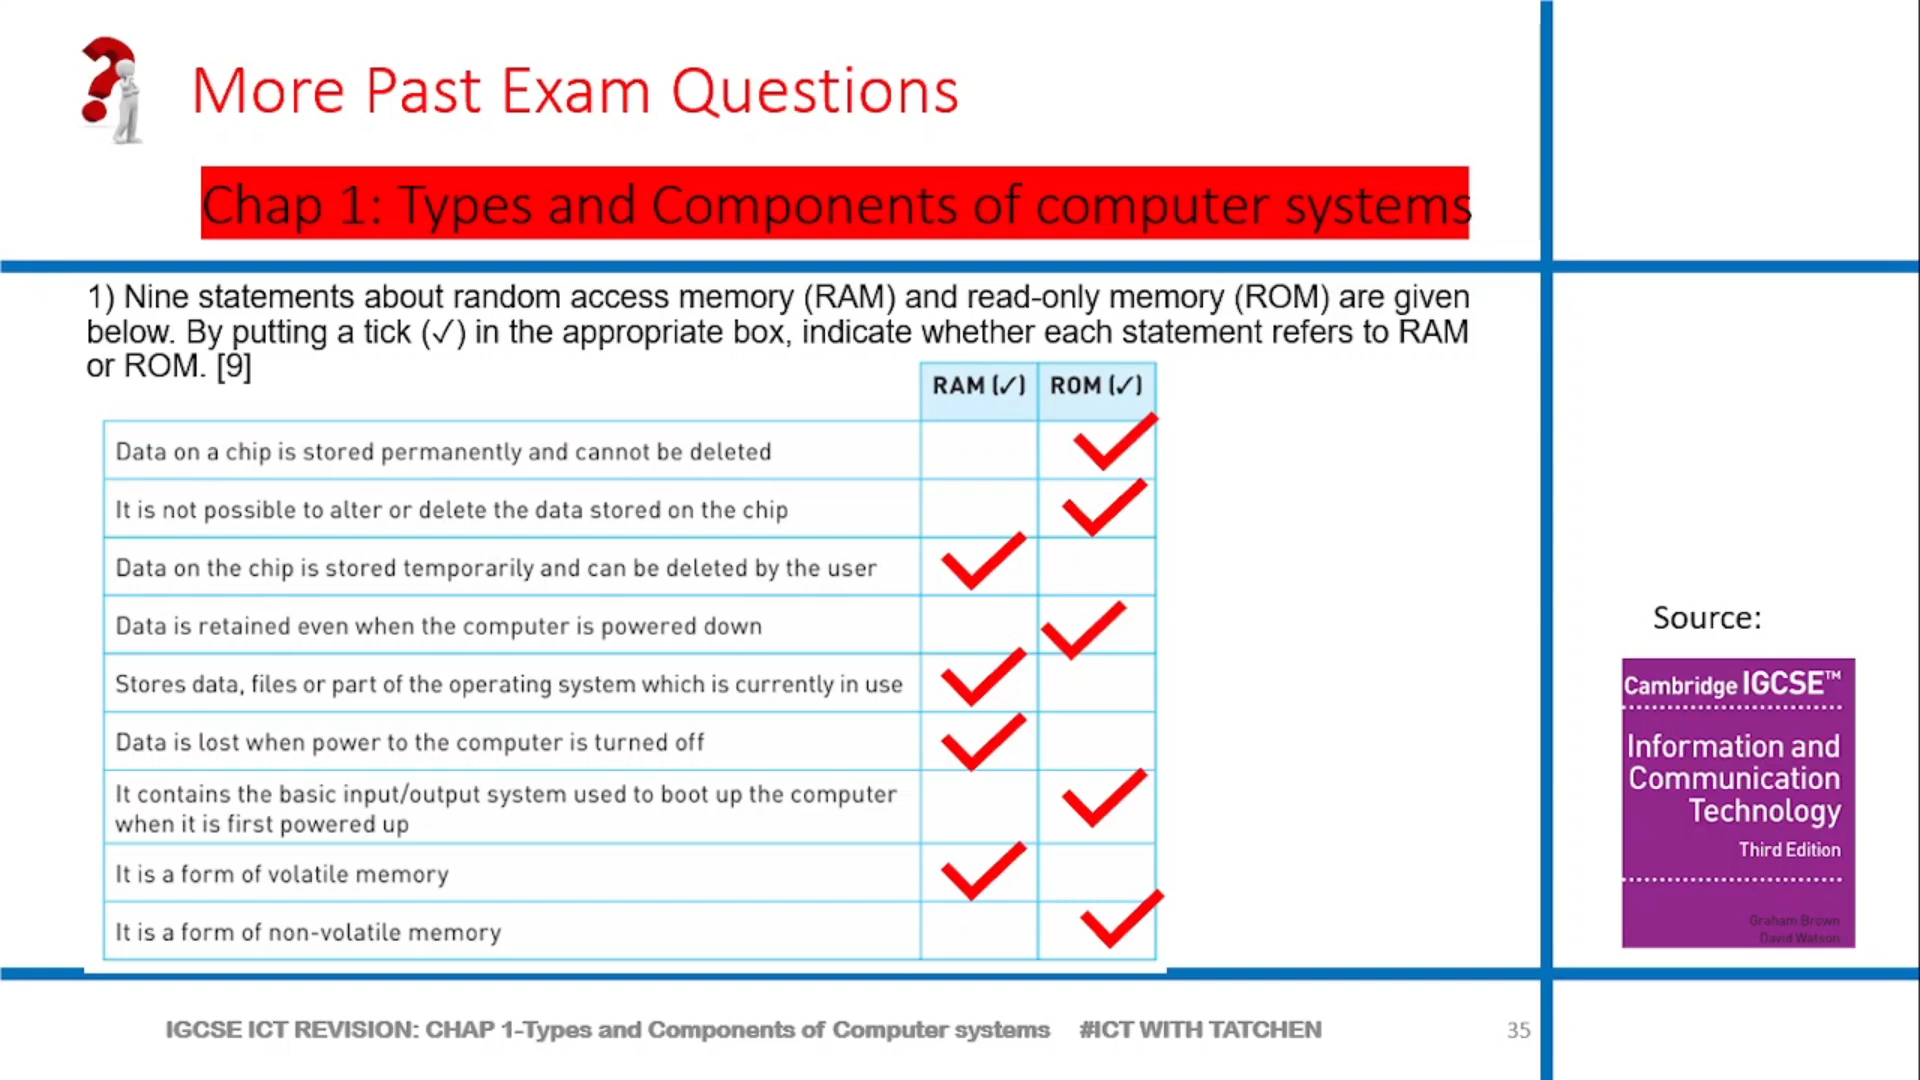 More Past Exam Questions
Chap 1: Types and Components of computer systems
1) Nine statements about random access memory (RAM) and read-only memory (ROM) are given
below. By putting a tick (✓) in the appropriate box, indicate whether each statement refers to RAM
or ROM. [9]
RAM (✓) ROM (✓)
Data on a chip is stored permanently and cannot be deleted
It is not possible to alter or delete the data stored on the chip
Data on the chip is stored temporarily and can be deleted by the user
Data is retained even when the computer is powered down
Stores data, files or part of the operating system which is currently in use
Data is lost when power to the computer is turned off
It contains the basic input/output system used to boot up the computer
when it is first powered up
It is a form of volatile memory
It is a form of non-volatile memory
Source:
Cambridge IGCSE™
Information and
Communication
Technology
Third Edition
Graham Brown
David Watson
IGCSE ICT REVISION: CHAP 1-Types and Components of Computer systems #ICT WITH TATCHEN
35